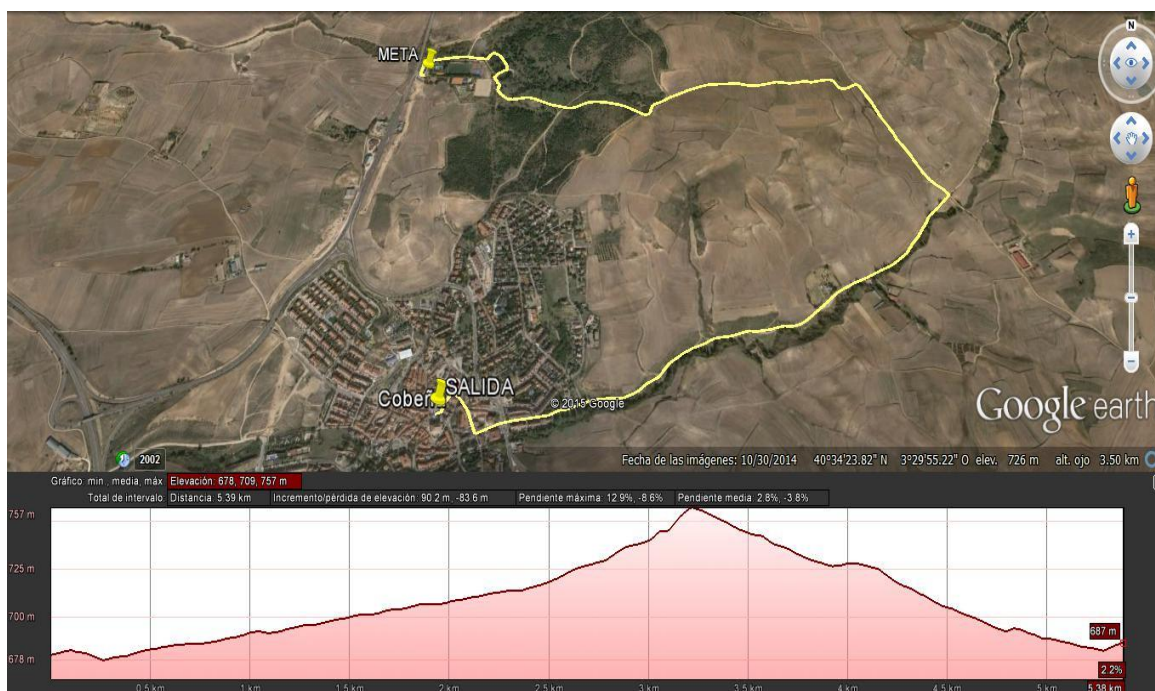 N
META
SALIDA
Cobeña
© 2015 Google
Google earth
2002
Fecha de las imágenes: 10/30/2014 40°34'23.82" N 3°29'55.22" O elev. 726 m alt. ojo 3.50 km
Gráfico: min., media, máx Elevación: 678, 709, 757 m
Total de intervalo: Distancia: 5.39 km Incremento/pérdida de elevación: 90.2 m, -83.6 m Pendiente máxima: 12.9%, -8.6% Pendiente media: 2.8%, -3.8%
757 m
725 m
700 m
687 m
678 m
2.2%
0.5 km 1 km 1.5 km 2 km 2.5 km 3 km 3.5 km 4 km 4.5 km 5 km 5.38 km